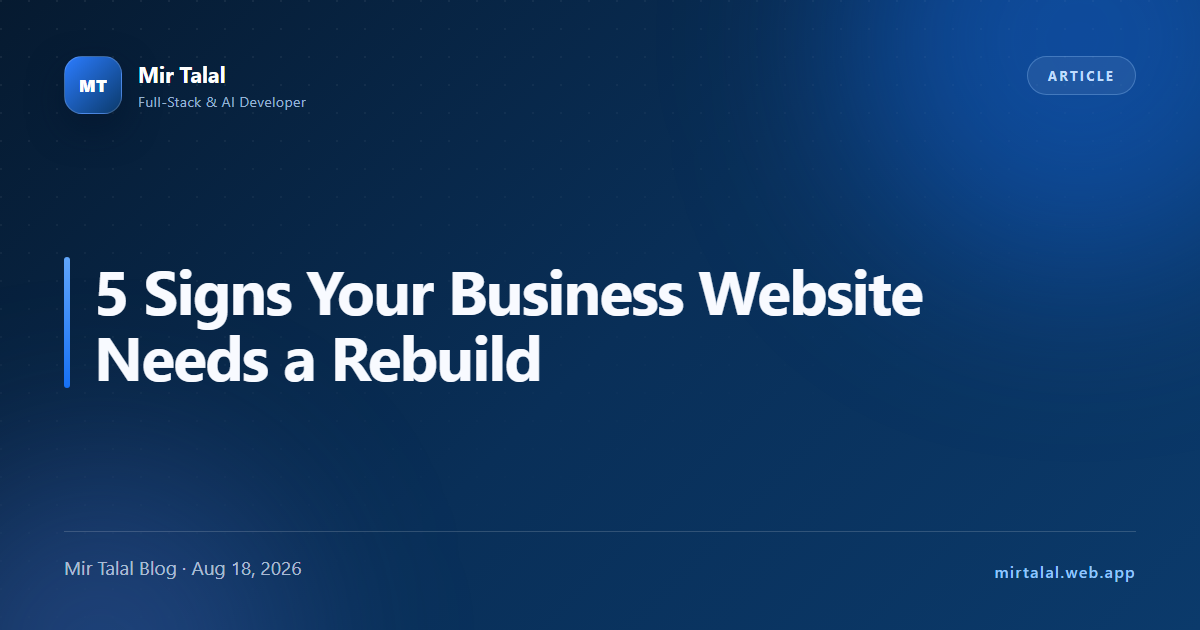 MT
Mir Talal
Full-Stack & AI Developer
ARTICLE
5 Signs Your Business Website
Needs a Rebuild
Mir Talal Blog · Aug 18, 2026
mirtalal.web.app